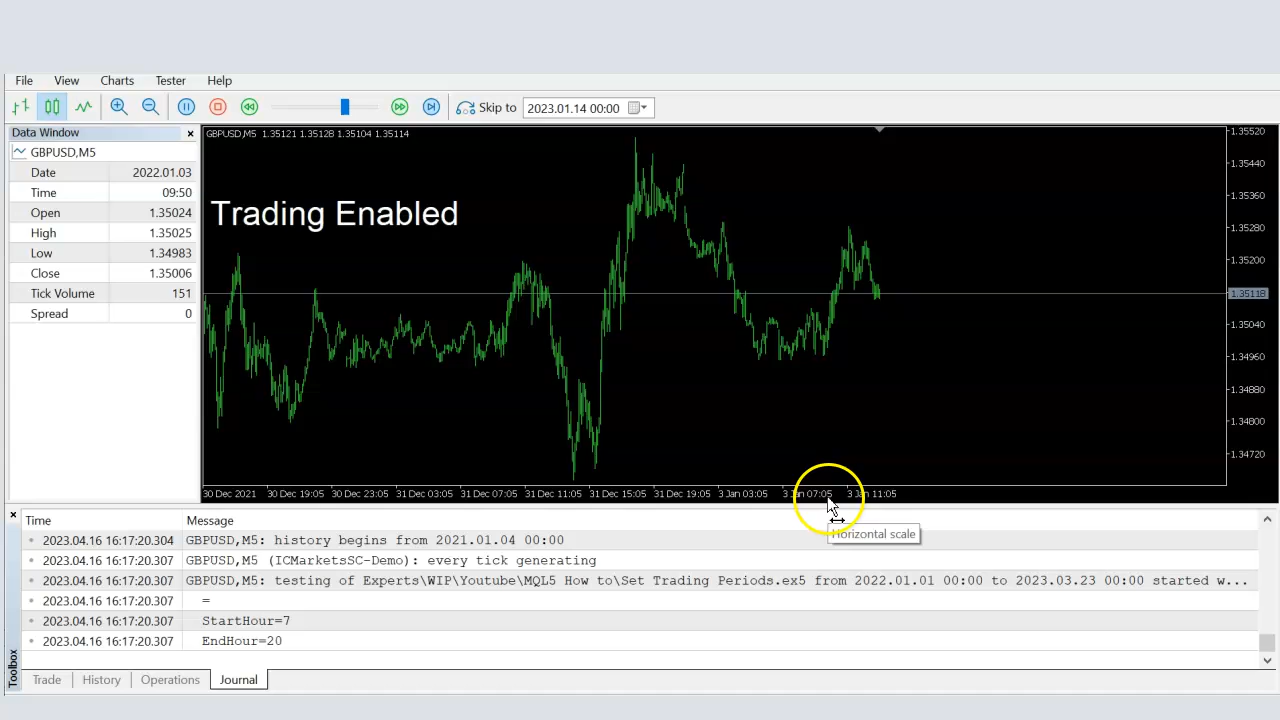 File View Charts Tester Help
Skip to 2023.01.14 00:00
Data Window
GBPUSD,M5
Date 2022.01.03
Time 09:50
Open 1.35024
High 1.35025
Low 1.34983
Close 1.35006
Tick Volume 151
Spread 0
GBPUSD,M5 1.35121 1.35128 1.35104 1.35114
Trading Enabled
1.35520
1.35440
1.35360
1.35280
1.35200
1.35118
1.35040
1.34960
1.34880
1.34800
1.34720
30 Dec 2021 30 Dec 19:05 30 Dec 23:05 31 Dec 03:05 31 Dec 07:05 31 Dec 11:05 31 Dec 15:05 31 Dec 19:05 3 Jan 03:05 3 Jan 07:05 3 Jan 11:05
Horizontal scale
Time Message
2023.04.16 16:17:20.307 GBPUSD,M5: history begins from 2021.01.04 00:00
2023.04.16 16:17:20.307 GBPUSD,M5 (ICMarketsSC-Demo): every tick generating
2023.04.16 16:17:20.307 GBPUSD,M5: testing of Experts\WIP\Youtube\MQL5 How to\Set Trading Periods.ex5 from 2022.01.01 00:00 to 2023.03.23 00:00 started w...
2023.04.16 16:17:20.307 =
2023.04.16 16:17:20.307 StartHour=7
2023.04.16 16:17:20.307 EndHour=20
Toolbox
Trade History Operations Journal